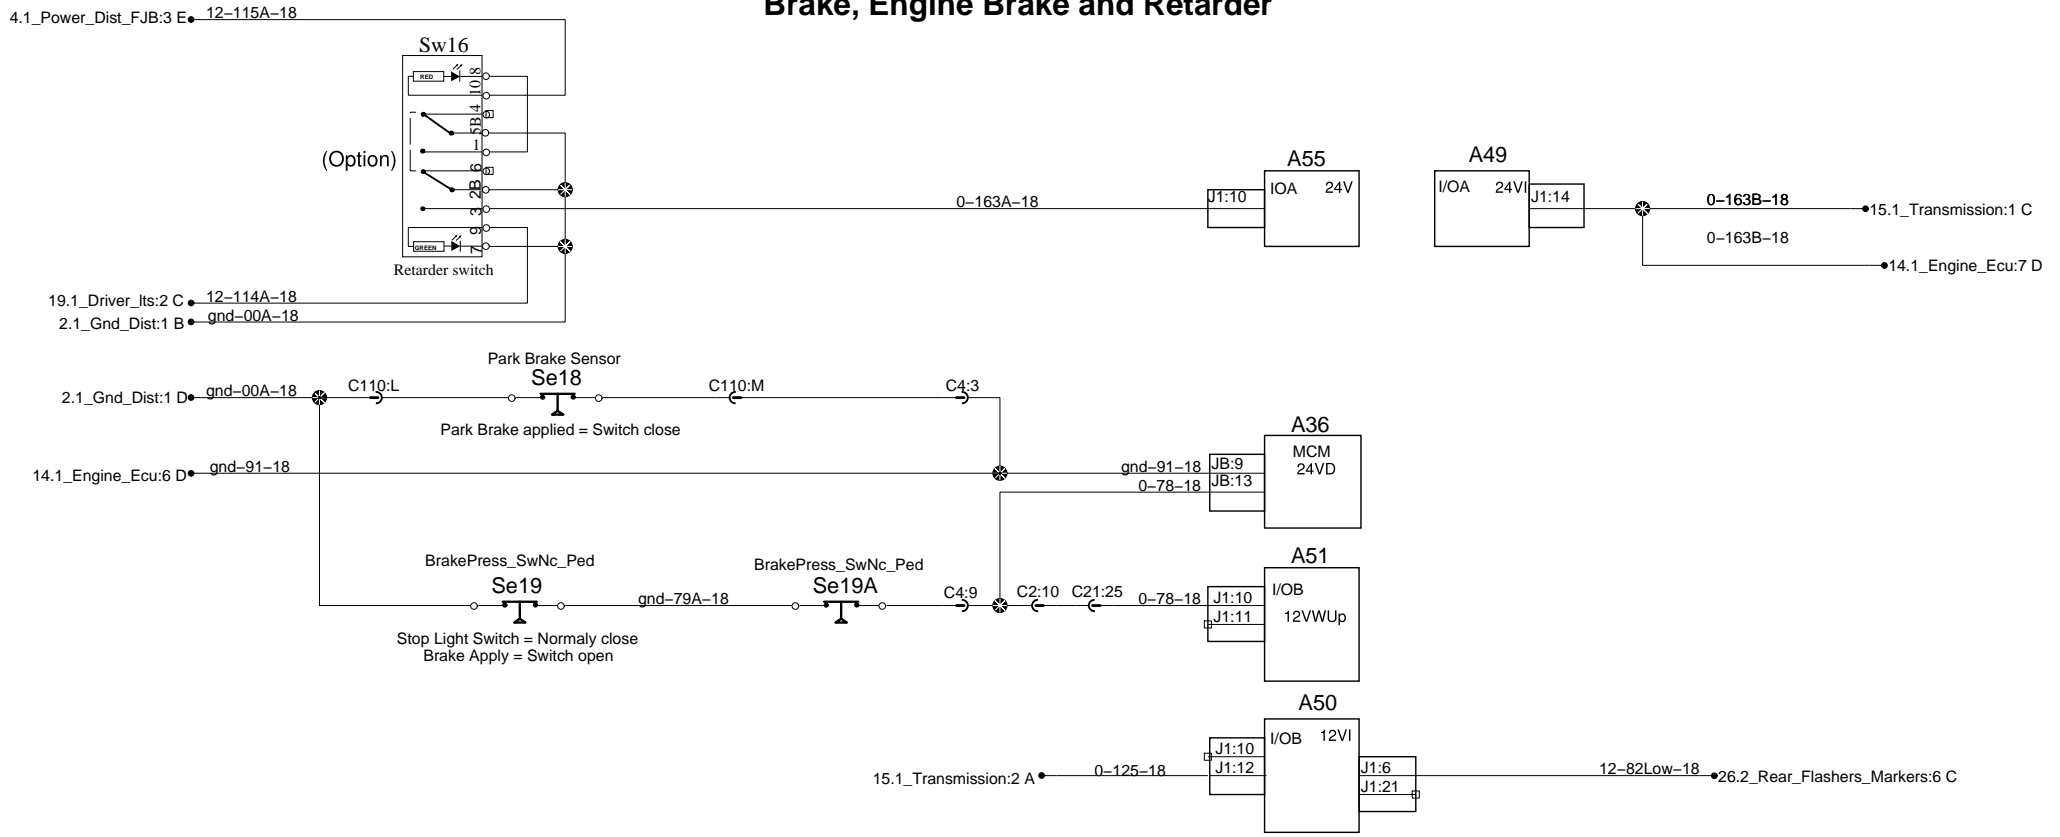 Brake, Engine Brake and Retarder
4.1_Power_Dist_FJB:3 E
12–115A–18
Sw16
RED
8
10
4
5B
1
6
2B
3
9
7
GREEN
(Option)
Retarder switch
0–163A–18
A55
J1:10
IOA
24V
A49
I/OA
24VI
J1:14
0–163B–18
15.1_Transmission:1 C
0–163B–18
14.1_Engine_Ecu:7 D
19.1_Driver_lts:2 C
12–114A–18
2.1_Gnd_Dist:1 B
gnd–00A–18
Park Brake Sensor
Se18
2.1_Gnd_Dist:1 D
gnd–00A–18
C110:L
C110:M
C4:3
Park Brake applied = Switch close
14.1_Engine_Ecu:6 D
gnd–91–18
A36
MCM
24VD
gnd–91–18
JB:9
0–78–18
JB:13
BrakePress_SwNc_Ped
Se19
BrakePress_SwNc_Ped
Se19A
gnd–79A–18
C4:9
C2:10
C21:25
0–78–18
A51
I/OB
12VWUp
J1:10
J1:11
Stop Light Switch = Normaly close
Brake Apply = Switch open
A50
I/OB
12VI
J1:10
J1:12
15.1_Transmission:2 A
0–125–18
J1:6
J1:21
12–82Low–18
26.2_Rear_Flashers_Markers:6 C